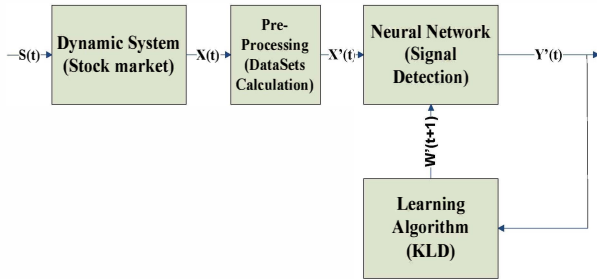 S(t)
Dynamic System
(Stock market)
X(t)
Pre-
Processing
(DataSets
Calculation)
X'(t)
Neural Network
(Signal
Detection)
Y'(t)
W'(t+1)
Learning
Algorithm
(KLD)